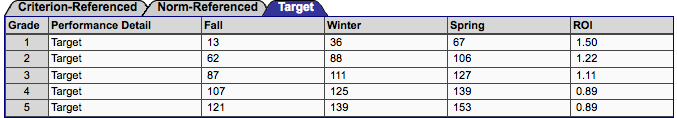 Criterion-Referenced Norm-Referenced Target
Grade Performance Detail Fall Winter Spring ROI
1 Target 13 36 67 1.50
2 Target 62 88 106 1.22
3 Target 87 111 127 1.11
4 Target 107 125 139 0.89
5 Target 121 139 153 0.89